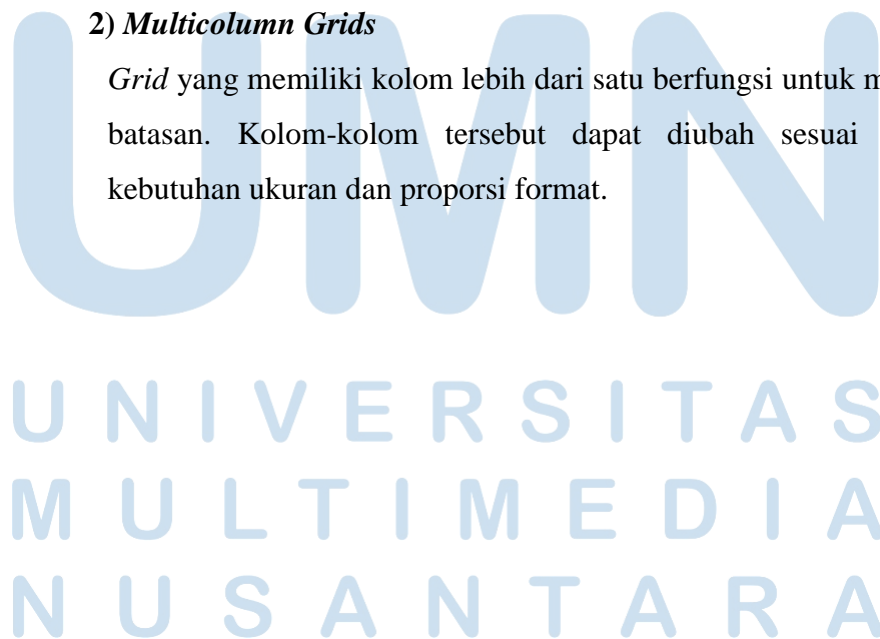 2) Multicolumn Grids
Grid yang memiliki kolom lebih dari satu berfungsi untuk
batasan. Kolom-kolom tersebut dapat diubah sesuai
kebutuhan ukuran dan proporsi format.
UMN
UNIVERSITAS
MULTIMEDIA
NUSANTARA